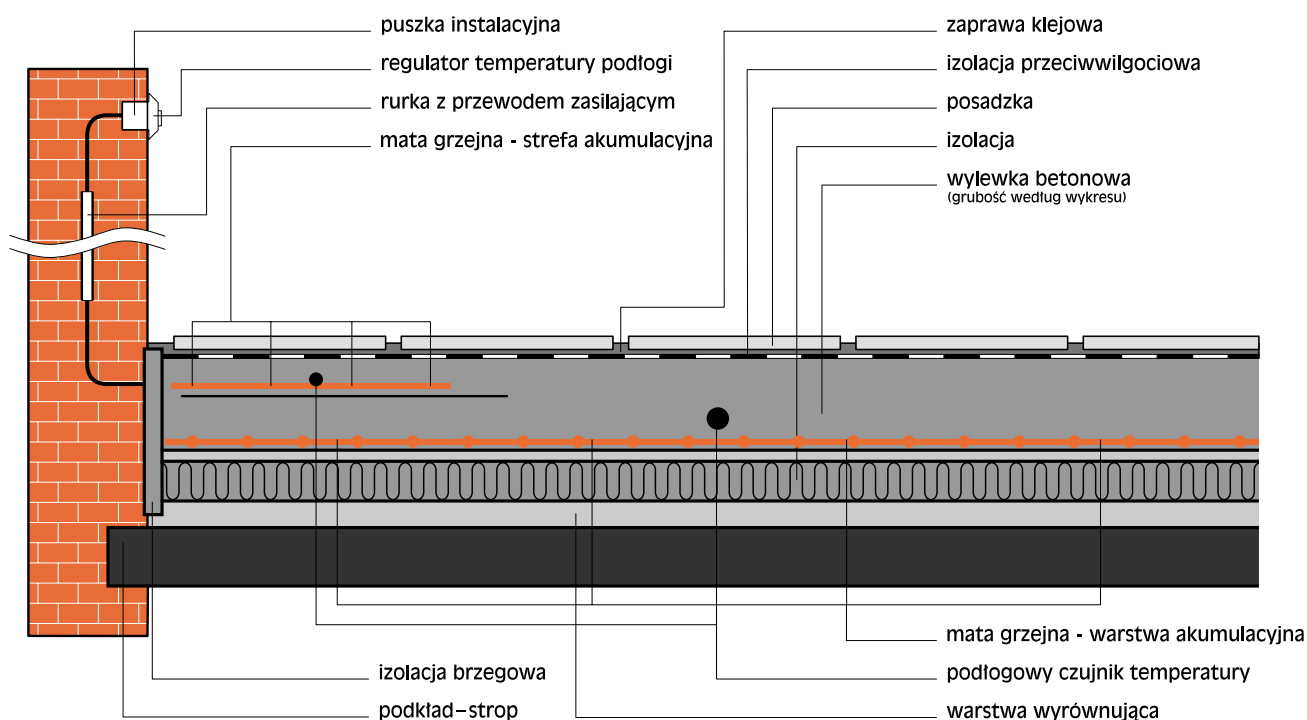 puszka instalacyjna
regulator temperatury podłogi
rurka z przewodem zasilającym
mata grzejna - strefa akumulacyjna
zaprawa klejowa
izolacja przeciwwilgociowa
posadzka
izolacja
wylewka betonowa
(grubość według wykresu)
izolacja brzegowa
podkład-strop
mata grzejna - warstwa akumulacyjna
podłogowy czujnik temperatury
warstwa wyrównująca